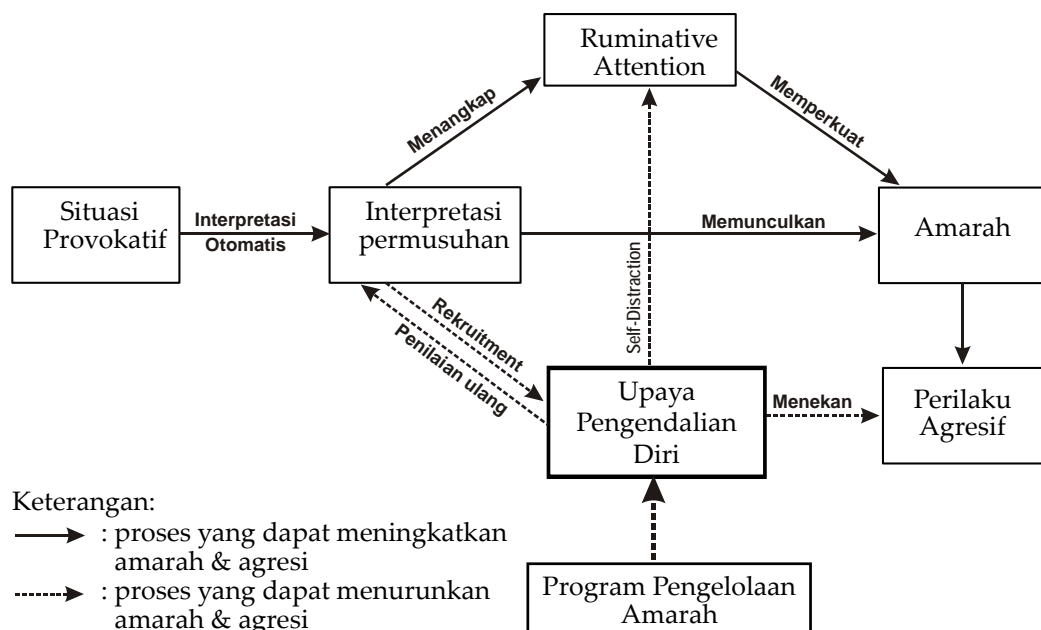 Ruminative
Attention
Menangkap
Memperkuat
Situasi
Provokatif
Interpretasi
Otomatis
Interpretasi
permusuhan
Memunculkan
Amarah
Self-Distraction
Rekruitment
Penilaian ulang
Upaya
Pengendalian
Diri
Menekan
Perilaku
Agresif
Keterangan:
: proses yang dapat meningkatkan
amarah & agresi
: proses yang dapat menurunkan
amarah & agresi
Program Pengelolaan
Amarah